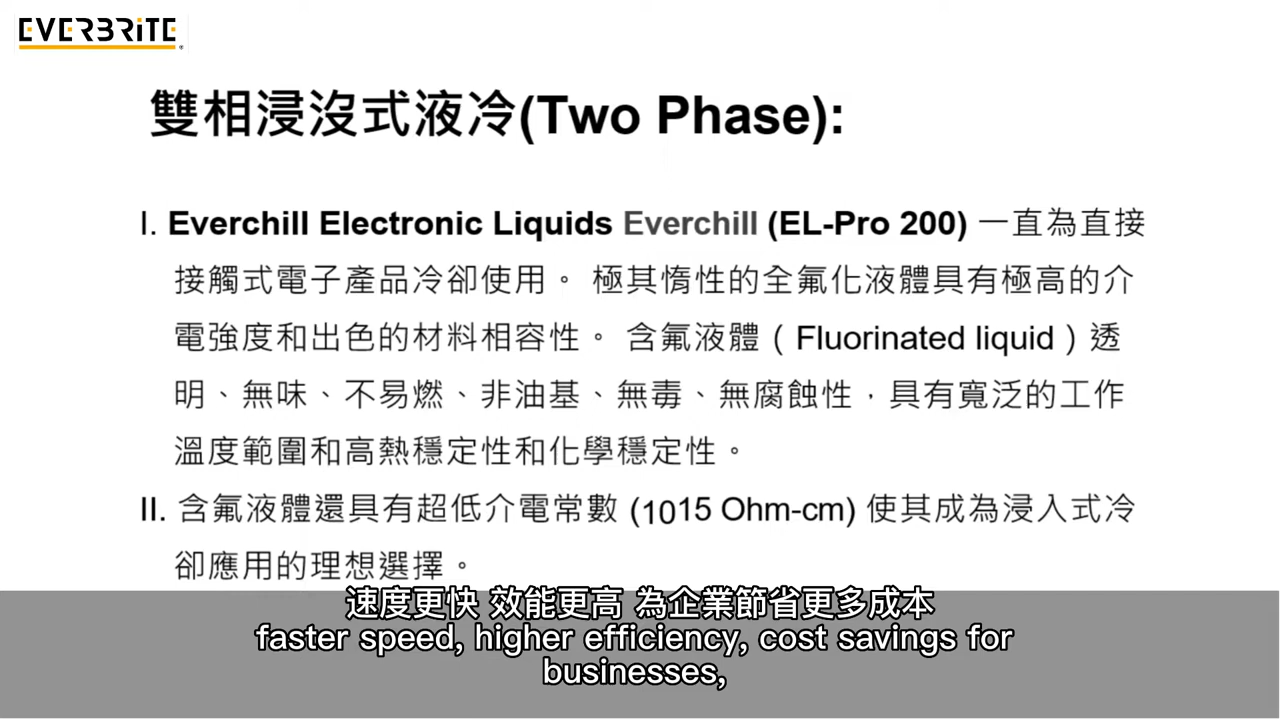 EVERBRITE
雙相浸沒式液冷(Two Phase):
I. Everchill Electronic Liquids Everchill (EL-Pro 200) 一直為直接
接觸式電子產品冷卻使用。 極其惰性的全氟化液體具有極高的介
電強度和出色的材料相容性。 含氟液體（Fluorinated liquid）透
明、無味、不易燃、非油基、無毒、無腐蝕性，具有寬泛的工作
溫度範圍和高熱穩定性和化學穩定性。
II. 含氟液體還具有超低介電常數 (1015 Ohm-cm) 使其成為浸入式冷
卻應用的理想選擇。
速度更快 效能更高 為企業節省更多成本
faster speed, higher efficiency, cost savings for
businesses,